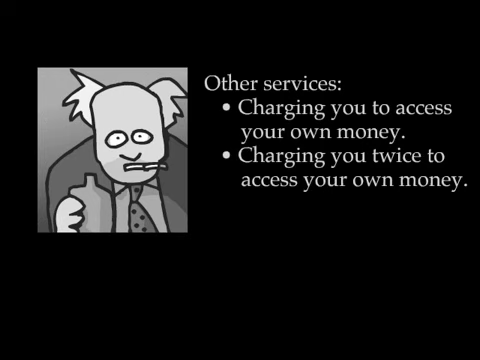 Other services:
• Charging you to access
your own money.
• Charging you twice to
access your own money.